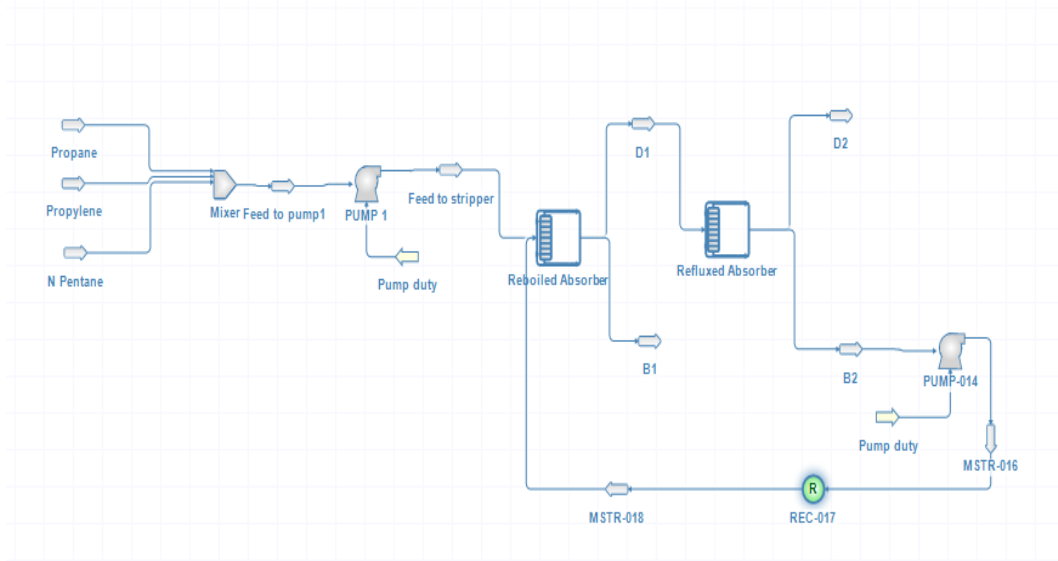 Propane
Propylene
N Pentane
Mixer
Feed to pump1
PUMP 1
Pump duty
Feed to stripper
Reboiled Absorber
D1
B1
Refluxed Absorber
D2
B2
PUMP-014
Pump duty
MSTR-016
R
REC-017
MSTR-018